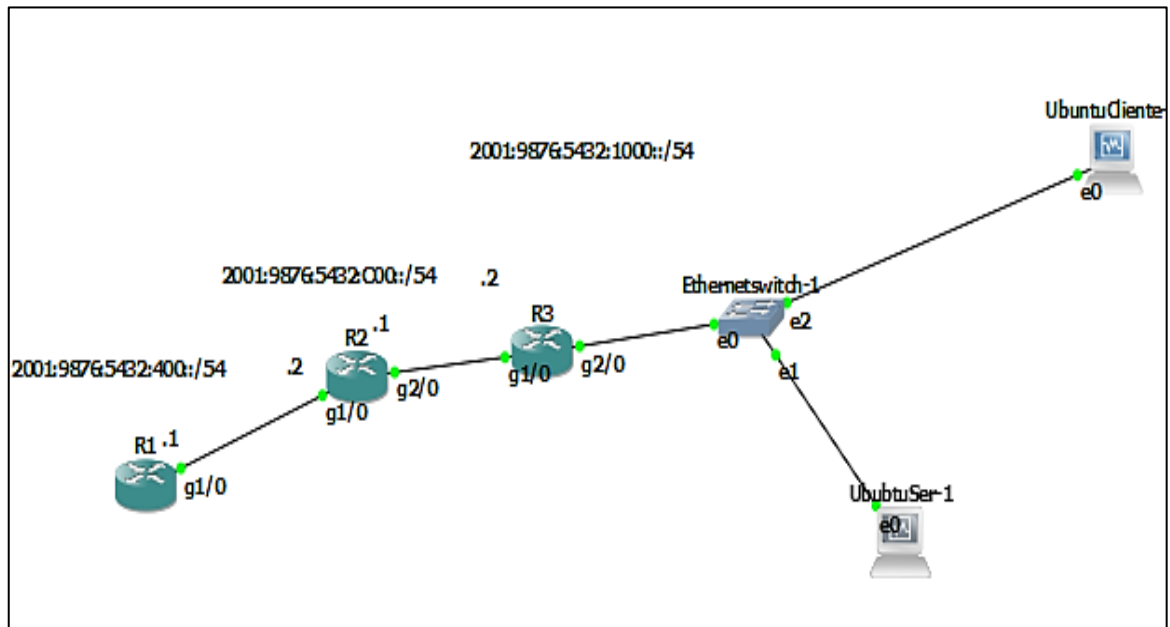 UbuntuCliente-
2001:9876:5432:1000::/54
e0
2001:9876:5432:C00::/54
.2
Ethernetswitch-1
R3
e2
R2 .1
e0
2001:9876:5432:400::/54
.2
g1/0
g2/0
e1
g2/0
g1/0
R1 .1
g1/0
UbubtuSer-1
e0